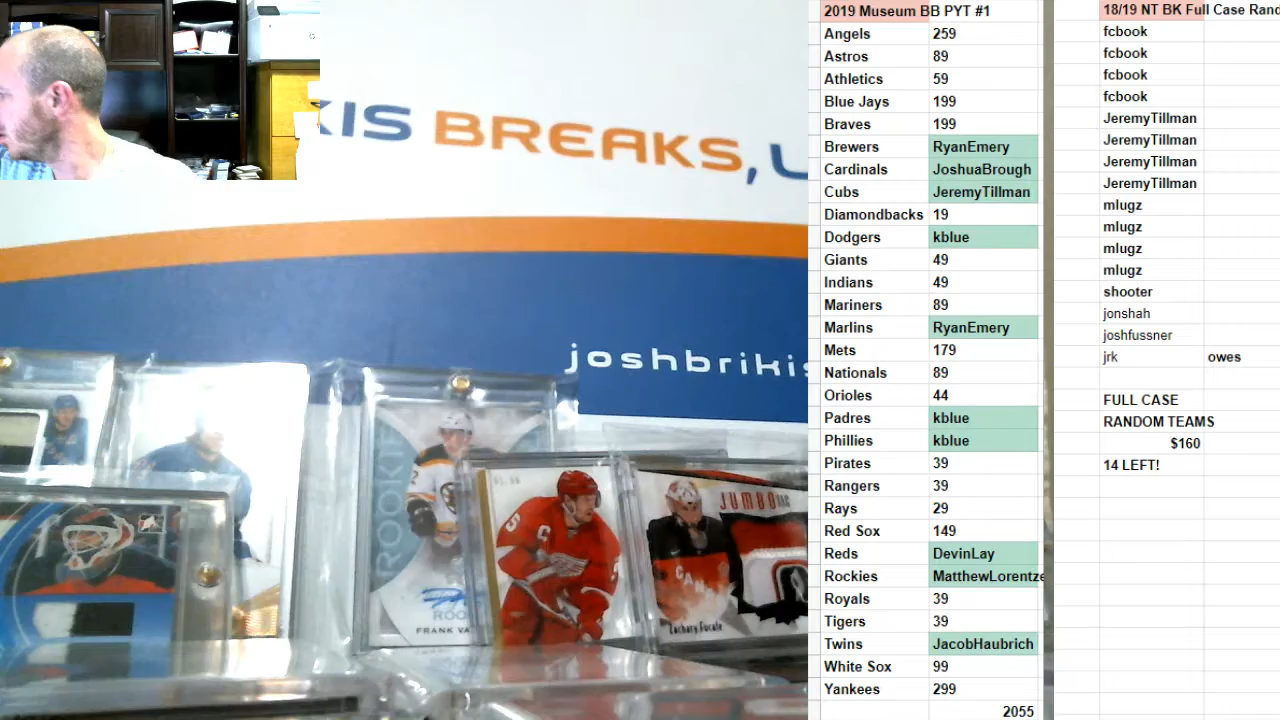 KIS BREAKS, L
joshbrikis
ROOKIE
ROO
FRANK VA
JUMBO
CANADA
Zachary Fucale
2019 Museum BB PYT #1
Angels 259
Astros 89
Athletics 59
Blue Jays 199
Braves 199
Brewers RyanEmery
Cardinals JoshuaBrough
Cubs JeremyTillman
Diamondbacks 19
Dodgers kblue
Giants 49
Indians 49
Mariners 89
Marlins RyanEmery
Mets 179
Nationals 89
Orioles 44
Padres kblue
Phillies kblue
Pirates 39
Rangers 39
Rays 29
Red Sox 149
Reds DevinLay
Rockies MatthewLorentze
Royals 39
Tigers 39
Twins JacobHaubrich
White Sox 99
Yankees 299
2055
18/19 NT BK Full Case Rand
fcbook
fcbook
fcbook
fcbook
JeremyTillman
JeremyTillman
JeremyTillman
JeremyTillman
mlugz
mlugz
mlugz
mlugz
shooter
jonshah
joshfussner
jrk owes
FULL CASE
RANDOM TEAMS
$160
14 LEFT!